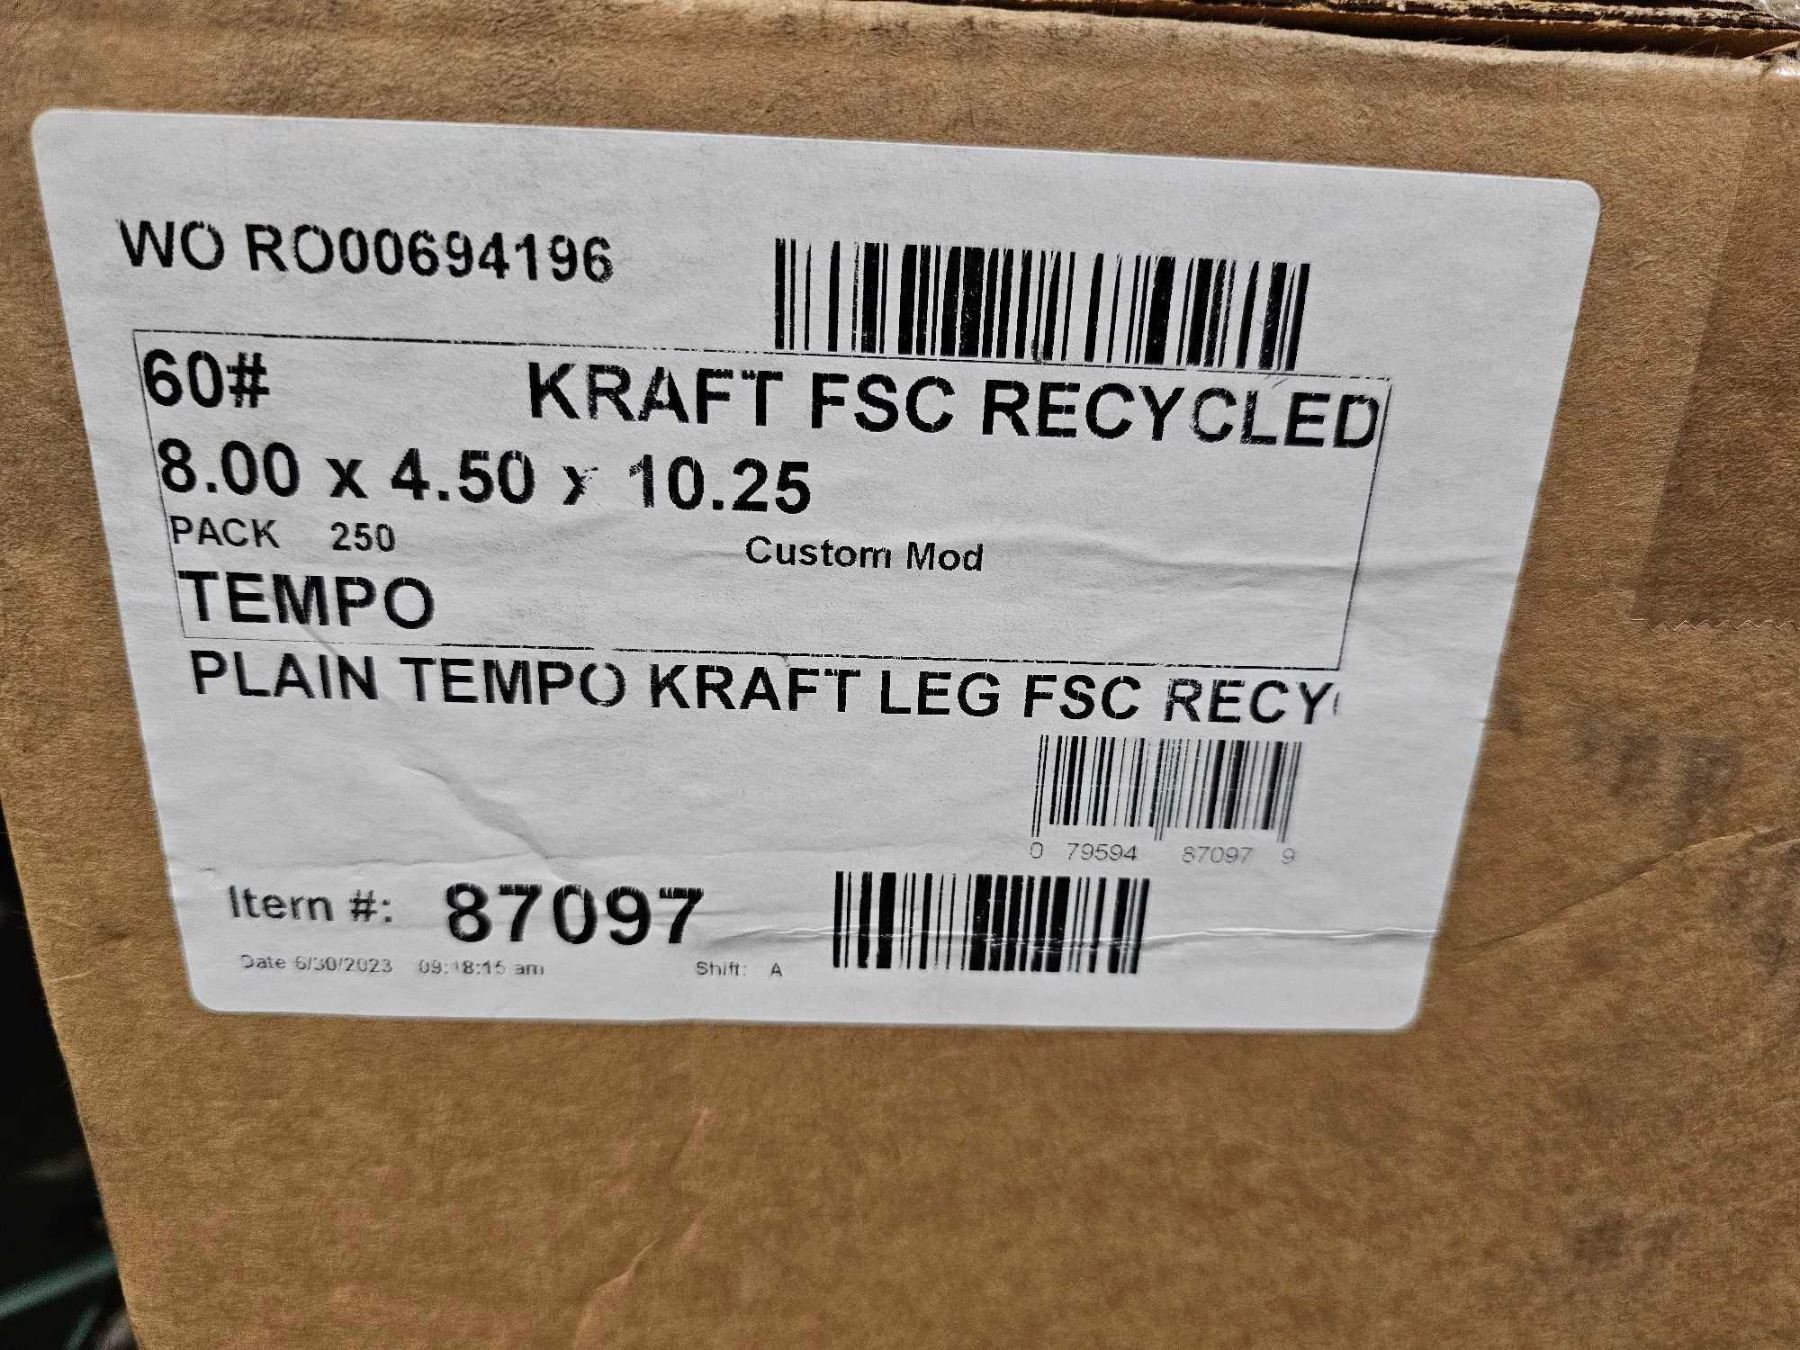 WO RO00694196
60# KRAFT FSC RECYCLED
8.00 x 4.50 x 10.25
PACK 250 Custom Mod
TEMPO
PLAIN TEMPO KRAFT LEG FSC RECY
0 79594 87097 9
Item #: 87097
Date 6/30/2023 09:18:15 am Shift: A